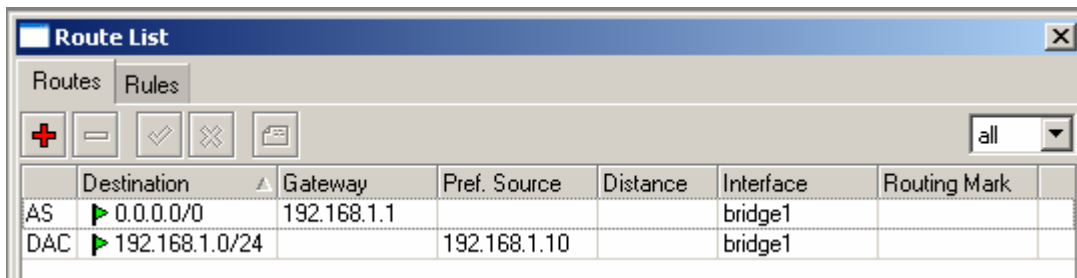 Route List
Routes Rules
all
Destination Gateway Pref. Source Distance Interface Routing Mark
AS 0.0.0.0/0 192.168.1.1 bridge1
DAC 192.168.1.0/24 192.168.1.10 bridge1